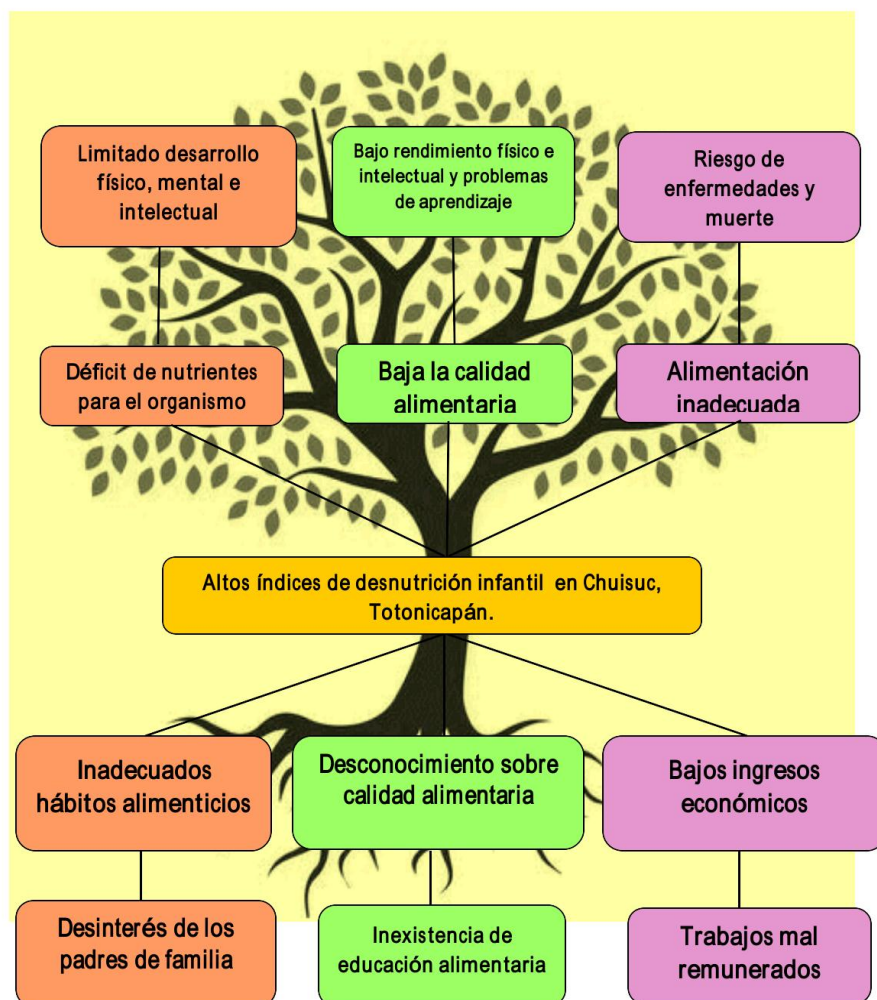 Limitado desarrollo
físico, mental e
intelectual
Bajo rendimiento físico e
intelectual y problemas
de aprendizaje
Riesgo de
enfermedades y
muerte
Déficit de nutrientes
para el organismo
Baja la calidad
alimentaria
Alimentación
inadecuada
Altos índices de desnutrición infantil en Chuisuc,
Totonicapán.
Inadecuados
hábitos alimenticios
Desconocimiento sobre
calidad alimentaria
Bajos ingresos
económicos
Desinterés de los
padres de familia
Inexistencia de
educación alimentaria
Trabajos mal
remunerados